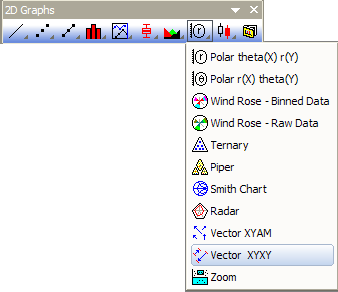 2D Graphs
Polar theta(X) r(Y)
Polar r(X) theta(Y)
Wind Rose - Binned Data
Wind Rose - Raw Data
Ternary
Piper
Smith Chart
Radar
Vector XYAM
Vector XYXY
Zoom